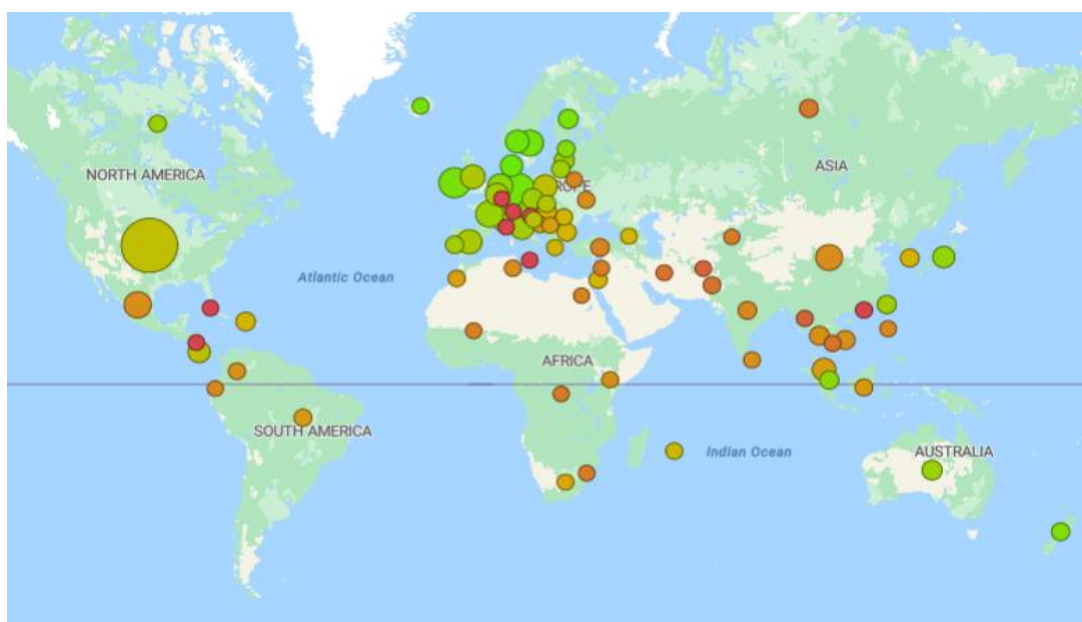 ASIA
NORTH AMERICA
Atlantic Ocean
AFRICA
SOUTH AMERICA
Indian Ocean
AUSTRALIA